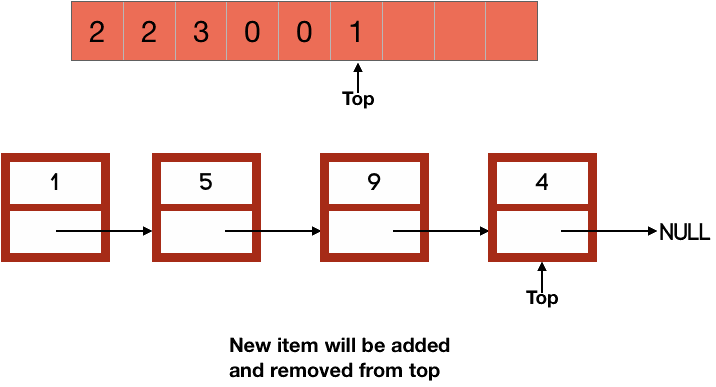 2 2 3 0 0 1
Top
1 5 9 4
NULL
Top
New item will be added
and removed from top